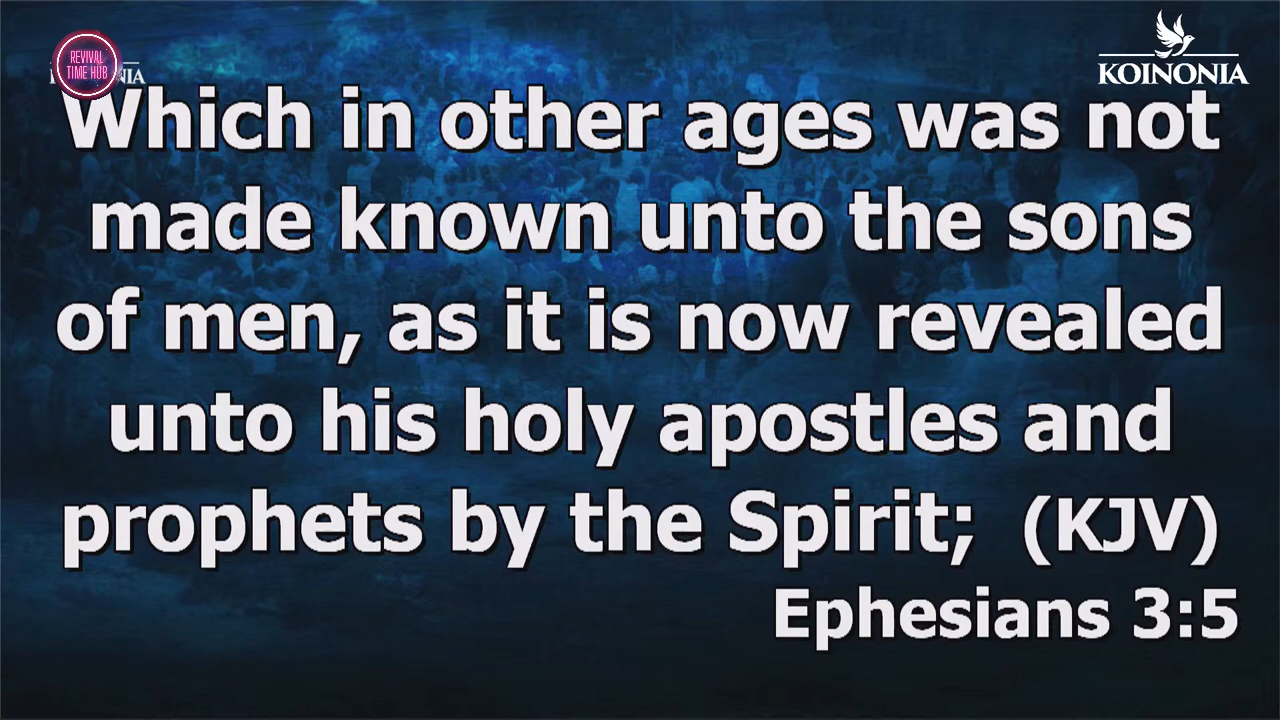 REVIVAL
TIME HUB
KOINONIA
Which in other ages was not
made known unto the sons
of men, as it is now revealed
unto his holy apostles and
prophets by the Spirit; (KJV)
Ephesians 3:5